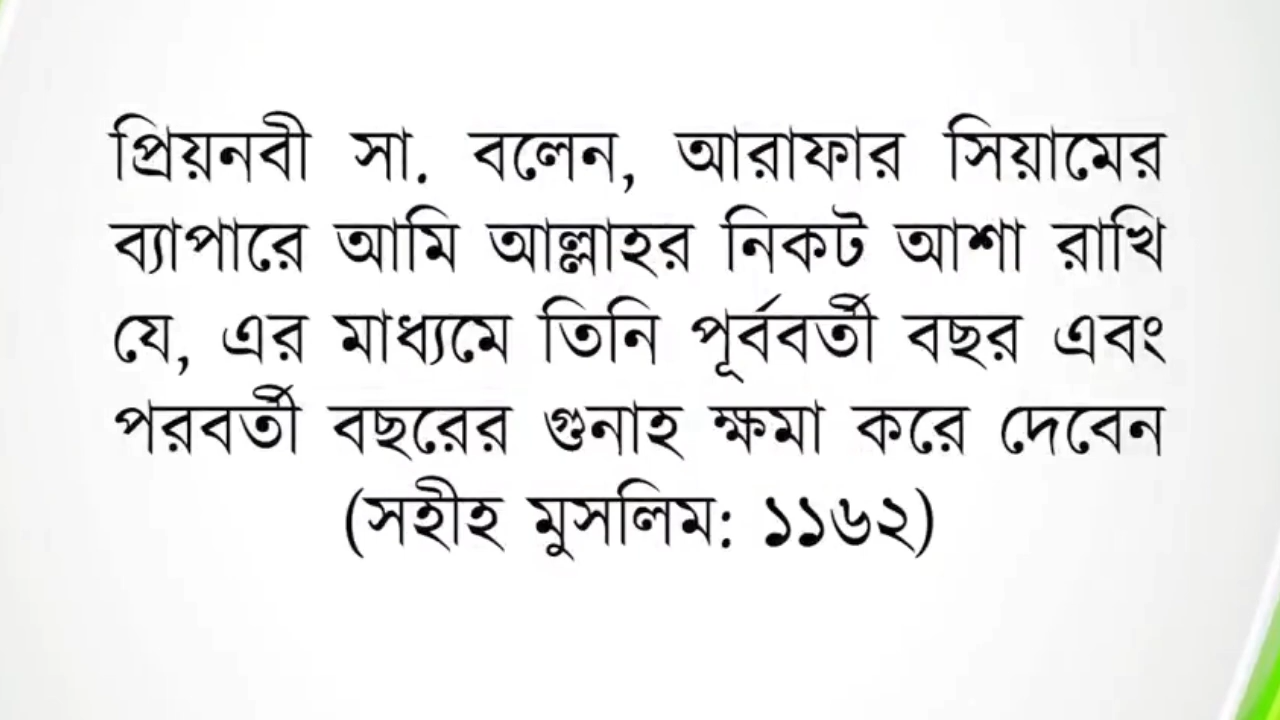 প্রিয়নবী সা. বলেন, আরাফার সিয়ামের
ব্যাপারে আমি আল্লাহর নিকট আশা রাখি
যে, এর মাধ্যমে তিনি পূর্ববর্তী বছর এবং
পরবর্তী বছরের গুনাহ ক্ষমা করে দেবেন
(সহীহ মুসলিম: ১১৬২)